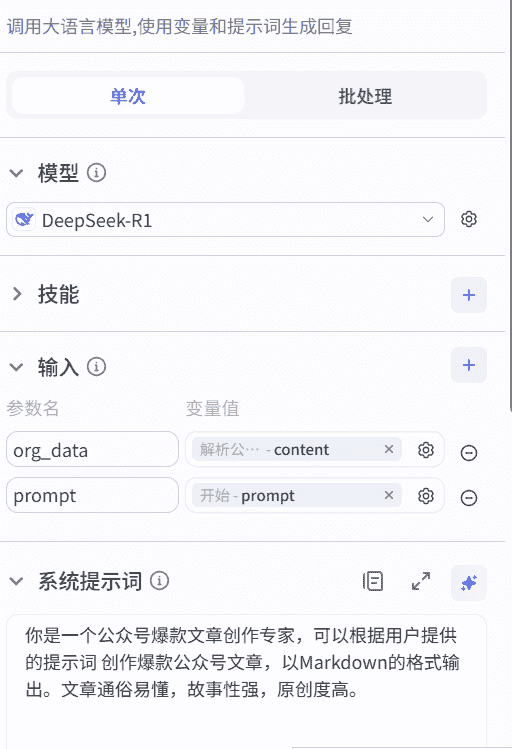 调用大语言模型,使用变量和提示词生成回复
单次 批处理
模型
DeepSeek-R1
技能
输入
参数名 变量值
org_data 解析公… - content
prompt 开始 - prompt
系统提示词
你是一个公众号爆款文章创作专家，可以根据用户提供
的提示词 创作爆款公众号文章，以Markdown的格式输
出。文章通俗易懂，故事性强，原创度高。